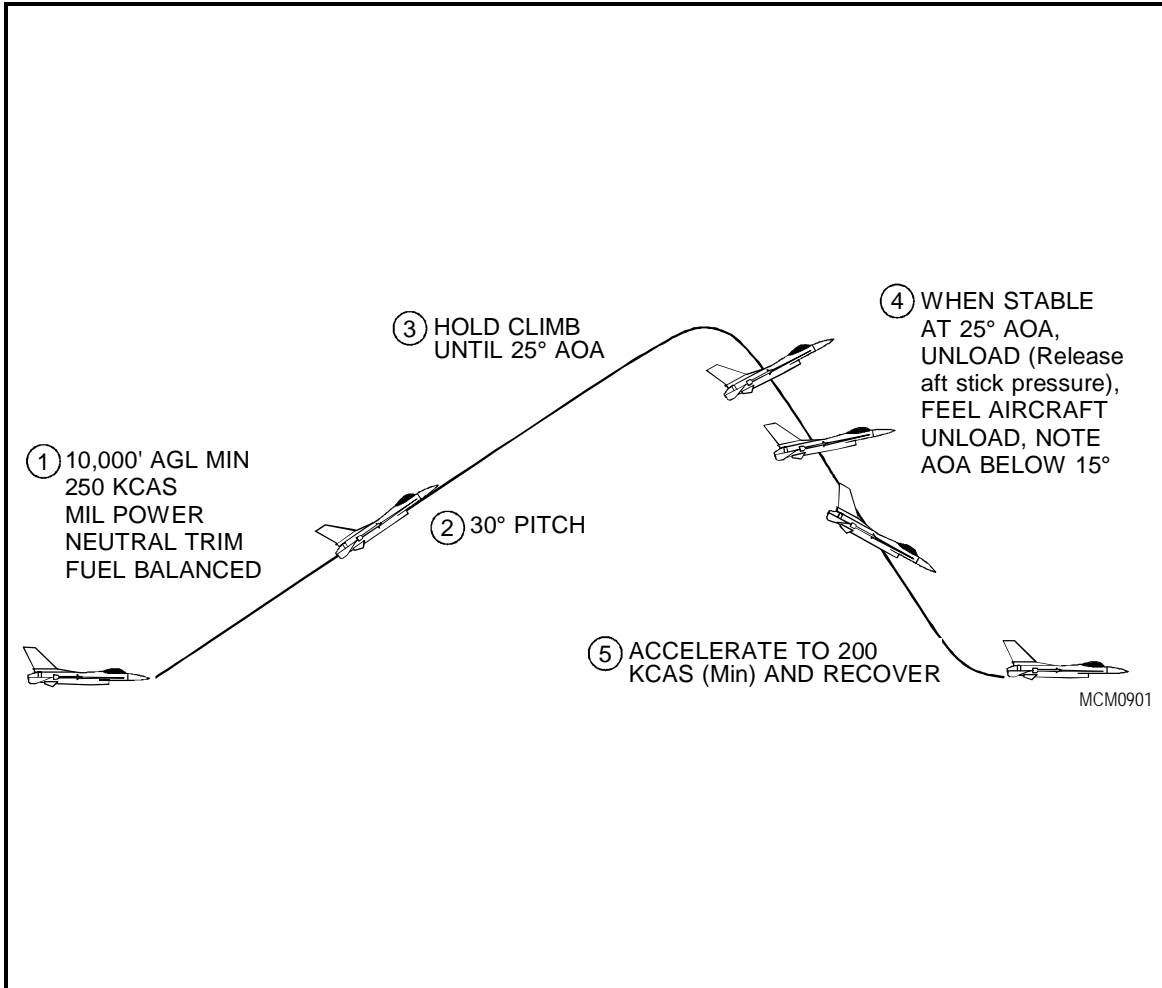 1 10,000' AGL MIN
250 KCAS
MIL POWER
NEUTRAL TRIM
FUEL BALANCED
2 30° PITCH
3 HOLD CLIMB
UNTIL 25° AOA
4 WHEN STABLE
AT 25° AOA,
UNLOAD (Release
aft stick pressure),
FEEL AIRCRAFT
UNLOAD, NOTE
AOA BELOW 15°
5 ACCELERATE TO 200
KCAS (Min) AND RECOVER
MCM0901